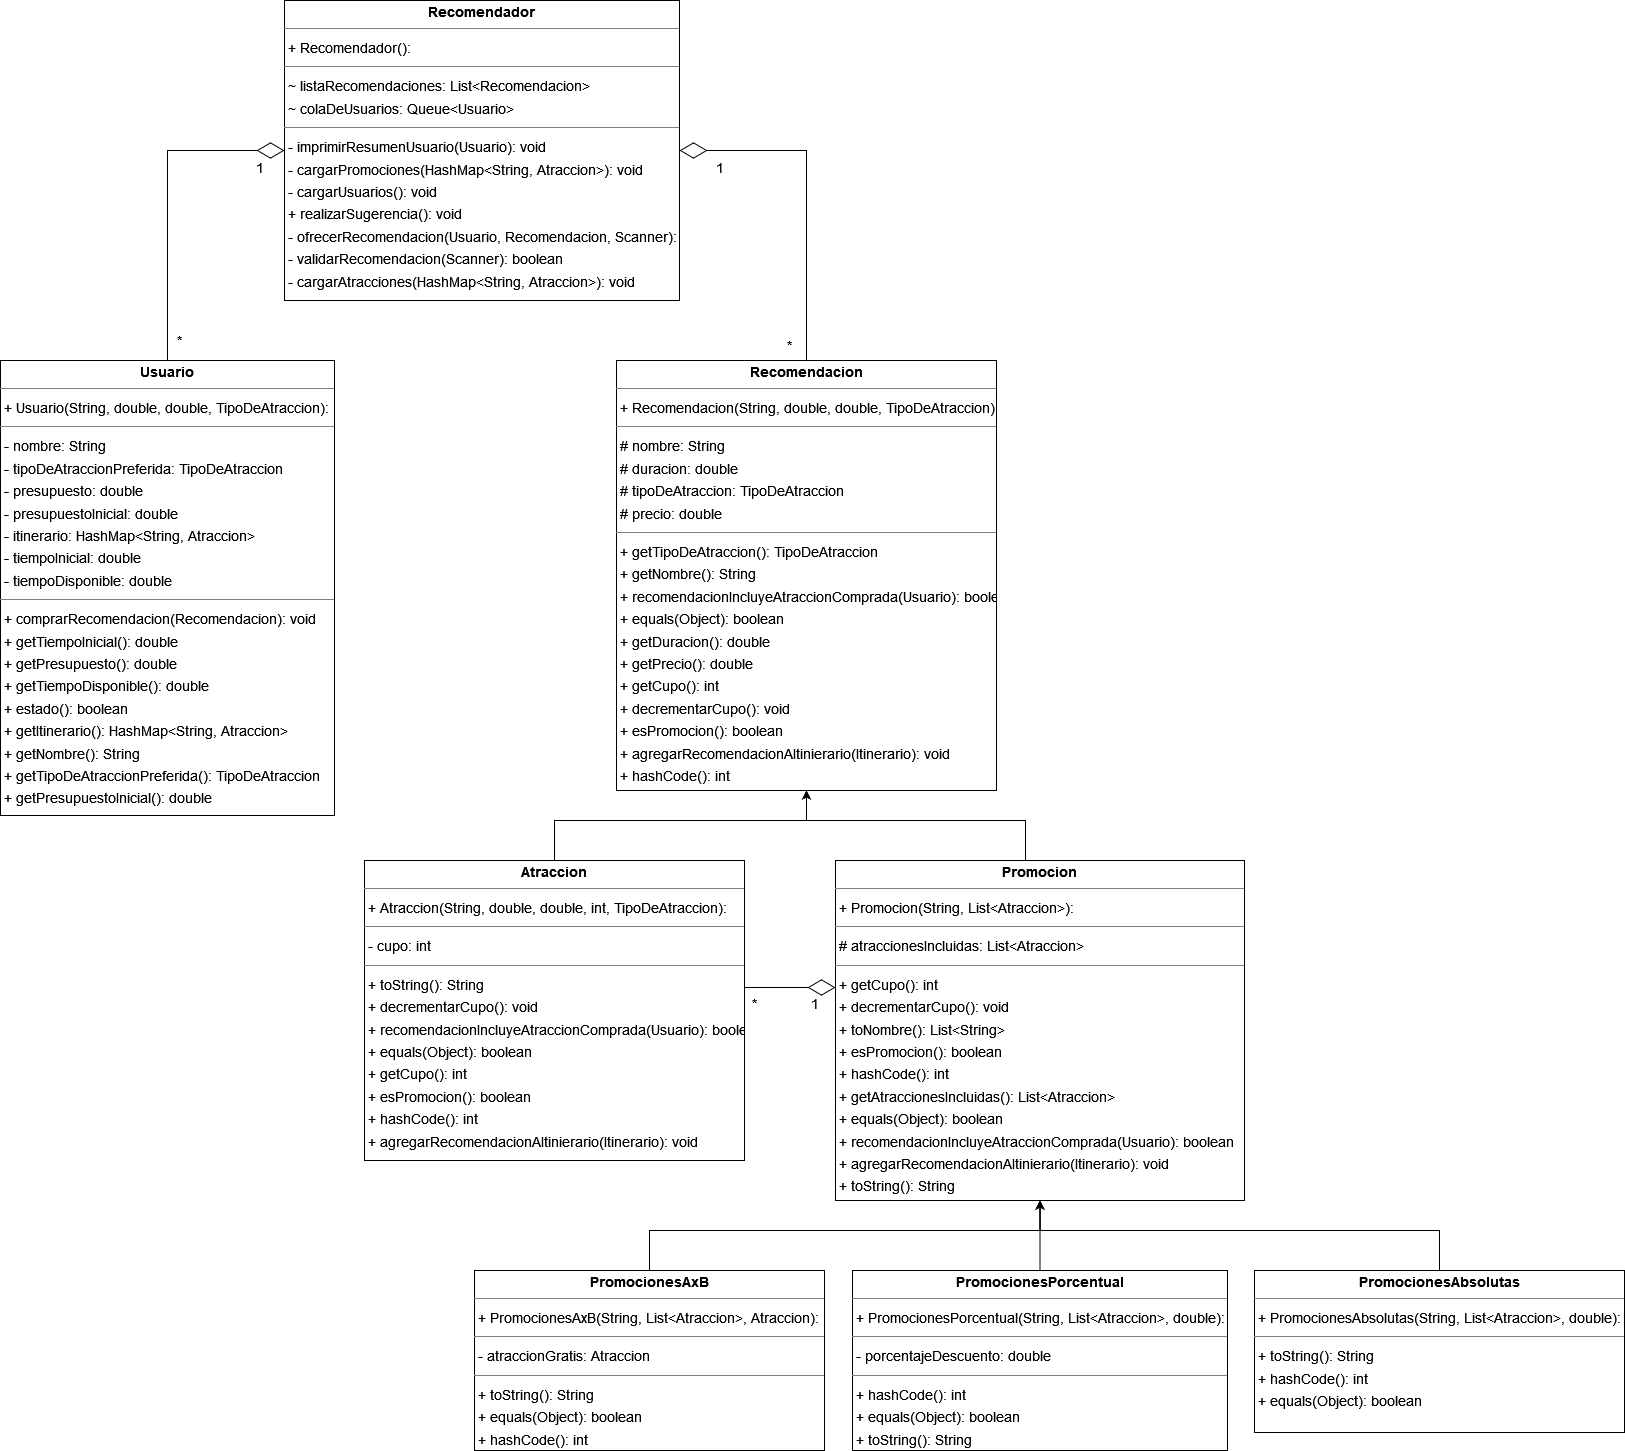 Recomendador
+ Recomendador():
~ listaRecomendaciones: List<Recomendacion>
~ colaDeUsuarios: Queue<Usuario>
- imprimirResumenUsuario(Usuario): void
- cargarPromociones(HashMap<String, Atraccion>): void
- cargarUsuarios(): void
+ realizarSugerencia(): void
- ofrecerRecomendacion(Usuario, Recomendacion, Scanner):
- validarRecomendacion(Scanner): boolean
- cargarAtracciones(HashMap<String, Atraccion>): void
1
1
*
*
Usuario
+ Usuario(String, double, double, TipoDeAtraccion):
- nombre: String
- tipoDeAtraccionPreferida: TipoDeAtraccion
- presupuesto: double
- presupuestoInicial: double
- itinerario: HashMap<String, Atraccion>
- tiempoInicial: double
- tiempoDisponible: double
+ comprarRecomendacion(Recomendacion): void
+ getTiempoInicial(): double
+ getPresupuesto(): double
+ getTiempoDisponible(): double
+ estado(): boolean
+ getItinerario(): HashMap<String, Atraccion>
+ getNombre(): String
+ getTipoDeAtraccionPreferida(): TipoDeAtraccion
+ getPresupuestoInicial(): double
Recomendacion
+ Recomendacion(String, double, double, TipoDeAtraccion)
# nombre: String
# duracion: double
# tipoDeAtraccion: TipoDeAtraccion
# precio: double
+ getTipoDeAtraccion(): TipoDeAtraccion
+ getNombre(): String
+ recomendacionIncluyeAtraccionComprada(Usuario): boole
+ equals(Object): boolean
+ getDuracion(): double
+ getPrecio(): double
+ getCupo(): int
+ decrementarCupo(): void
+ esPromocion(): boolean
+ agregarRecomendacionAItinierario(Itinerario): void
+ hashCode(): int
Atraccion
+ Atraccion(String, double, double, int, TipoDeAtraccion):
- cupo: int
+ toString(): String
+ decrementarCupo(): void
+ recomendacionIncluyeAtraccionComprada(Usuario): boole
+ equals(Object): boolean
+ getCupo(): int
+ esPromocion(): boolean
+ hashCode(): int
+ agregarRecomendacionAItinierario(Itinerario): void
*
1
Promocion
+ Promocion(String, List<Atraccion>):
# atraccionesIncluidas: List<Atraccion>
+ getCupo(): int
+ decrementarCupo(): void
+ toNombre(): List<String>
+ esPromocion(): boolean
+ hashCode(): int
+ getAtraccionesIncluidas(): List<Atraccion>
+ equals(Object): boolean
+ recomendacionIncluyeAtraccionComprada(Usuario): boolean
+ agregarRecomendacionAItinierario(Itinerario): void
+ toString(): String
PromocionesAxB
+ PromocionesAxB(String, List<Atraccion>, Atraccion):
- atraccionGratis: Atraccion
+ toString(): String
+ equals(Object): boolean
+ hashCode(): int
PromocionesPorcentual
+ PromocionesPorcentual(String, List<Atraccion>, double):
- porcentajeDescuento: double
+ hashCode(): int
+ equals(Object): boolean
+ toString(): String
PromocionesAbsolutas
+ PromocionesAbsolutas(String, List<Atraccion>, double):
+ toString(): String
+ hashCode(): int
+ equals(Object): boolean